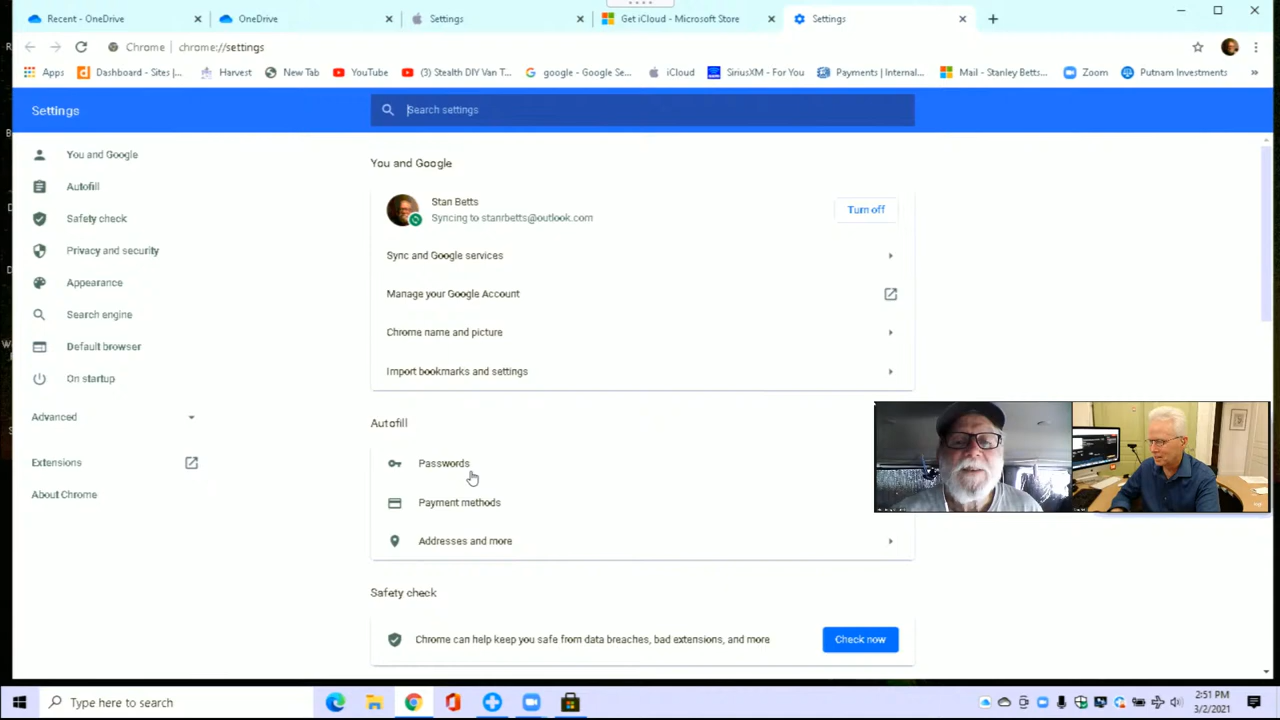 Recent - OneDrive
OneDrive
Settings
Get iCloud - Microsoft Store
Settings
Chrome
chrome://settings
Apps
Dashboard - Sites |...
Harvest
New Tab
YouTube
(3) Stealth DIY Van T...
google - Google Se...
iCloud
SiriusXM - For You
Payments | Internal...
Mail - Stanley Betts...
Zoom
Putnam Investments
Settings
Search settings
You and Google
Autofill
Safety check
Privacy and security
Appearance
Search engine
Default browser
On startup
Advanced
Extensions
About Chrome
You and Google
Stan Betts
Syncing to stanrbetts@outlook.com
Turn off
Sync and Google services
Manage your Google Account
Chrome name and picture
Import bookmarks and settings
Autofill
Passwords
Payment methods
Addresses and more
Safety check
Chrome can help keep you safe from data breaches, bad extensions, and more
Check now
Type here to search
2:51 PM
3/2/2021